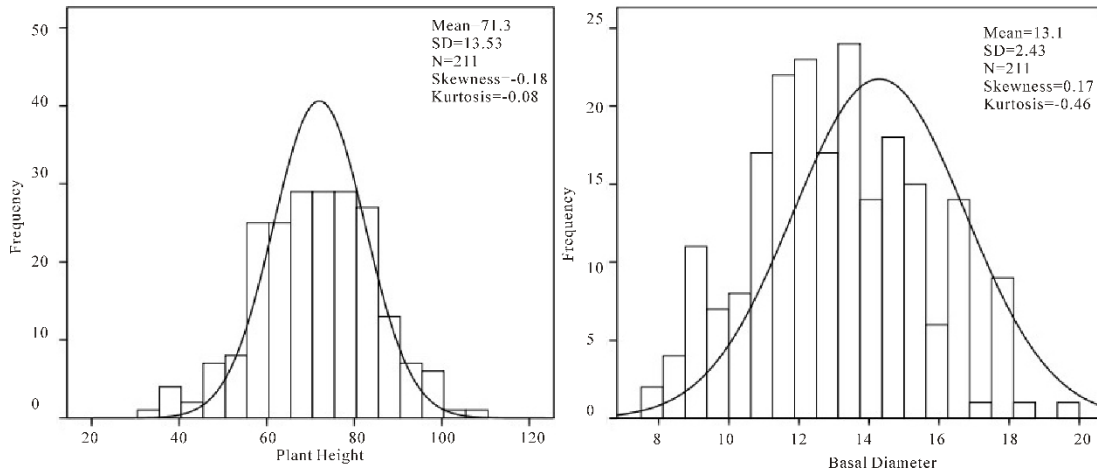 50
40
30
20
10
0
Frequency
Mean=71.3
SD=13.53
N=211
Skewness=-0.18
Kurtosis=-0.08
20 40 60 80 100 120
Plant Height
25
20
15
10
5
0
Frequency
Mean=13.1
SD=2.43
N=211
Skewness=0.17
Kurtosis=-0.46
8 10 12 14 16 18 20
Basal Diameter